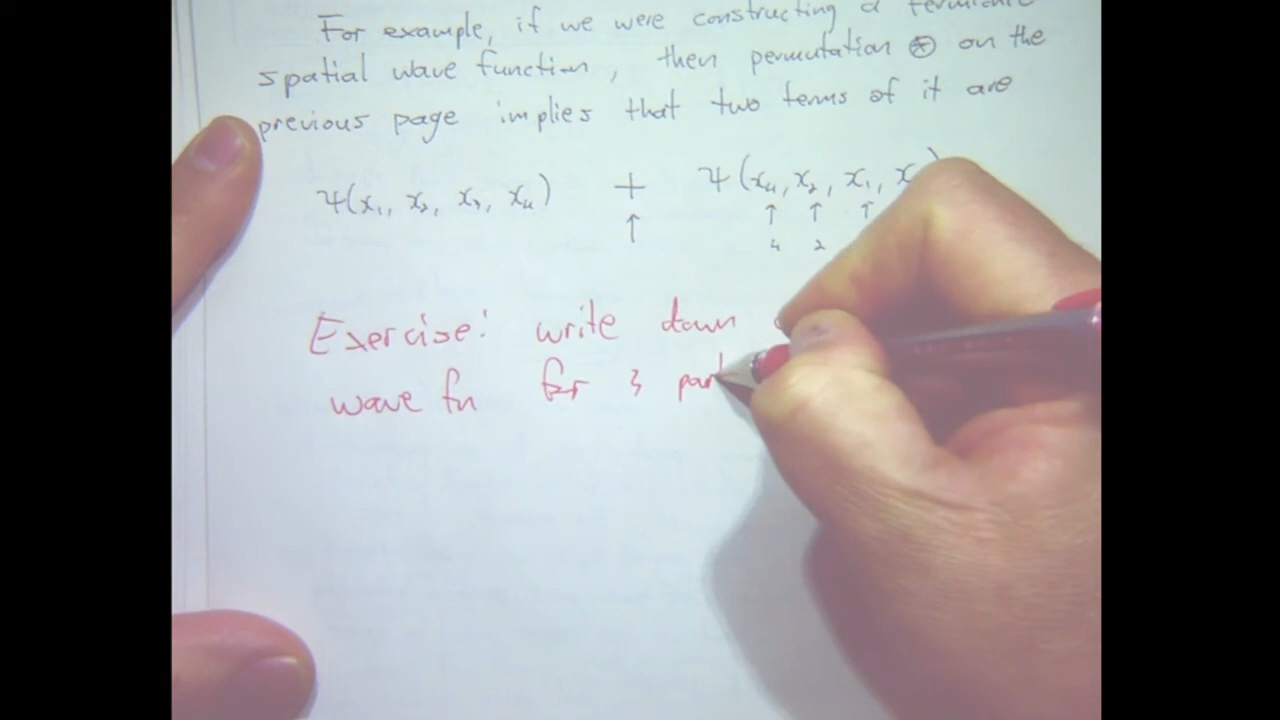 For example, if we were constructing a
spatial wave function, then permutation ⊛ on the
previous page implies that two terms of it are
Ψ(x₁, x₂, x₃, x₄) + Ψ(x₄, x₂, x₁,
↑ ↑ ↑ ↑
4 2
Exercise: write down
wave fn for 3